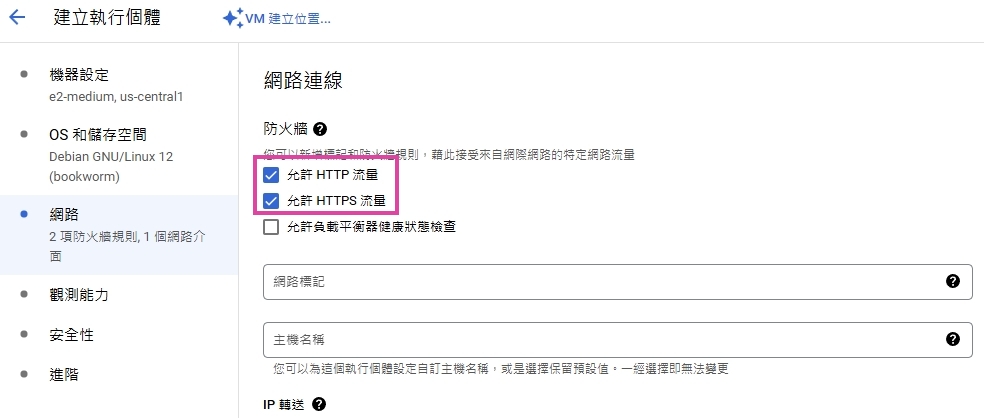 建立執行個體
VM 建立位置...
機器設定
e2-medium, us-central1
OS 和儲存空間
Debian GNU/Linux 12
(bookworm)
網路
2 項防火牆規則, 1 個網路介
面
觀測能力
安全性
進階
網路連線
防火牆
您可以新增標記和防火牆規則，藉此接受來自網際網路的特定網路流量
允許 HTTP 流量
允許 HTTPS 流量
允許負載平衡器健康狀態檢查
網路標記
主機名稱
您可以為這個執行個體設定自訂主機名稱，或是選擇保留預設值。一經選擇即無法變更
IP 轉送